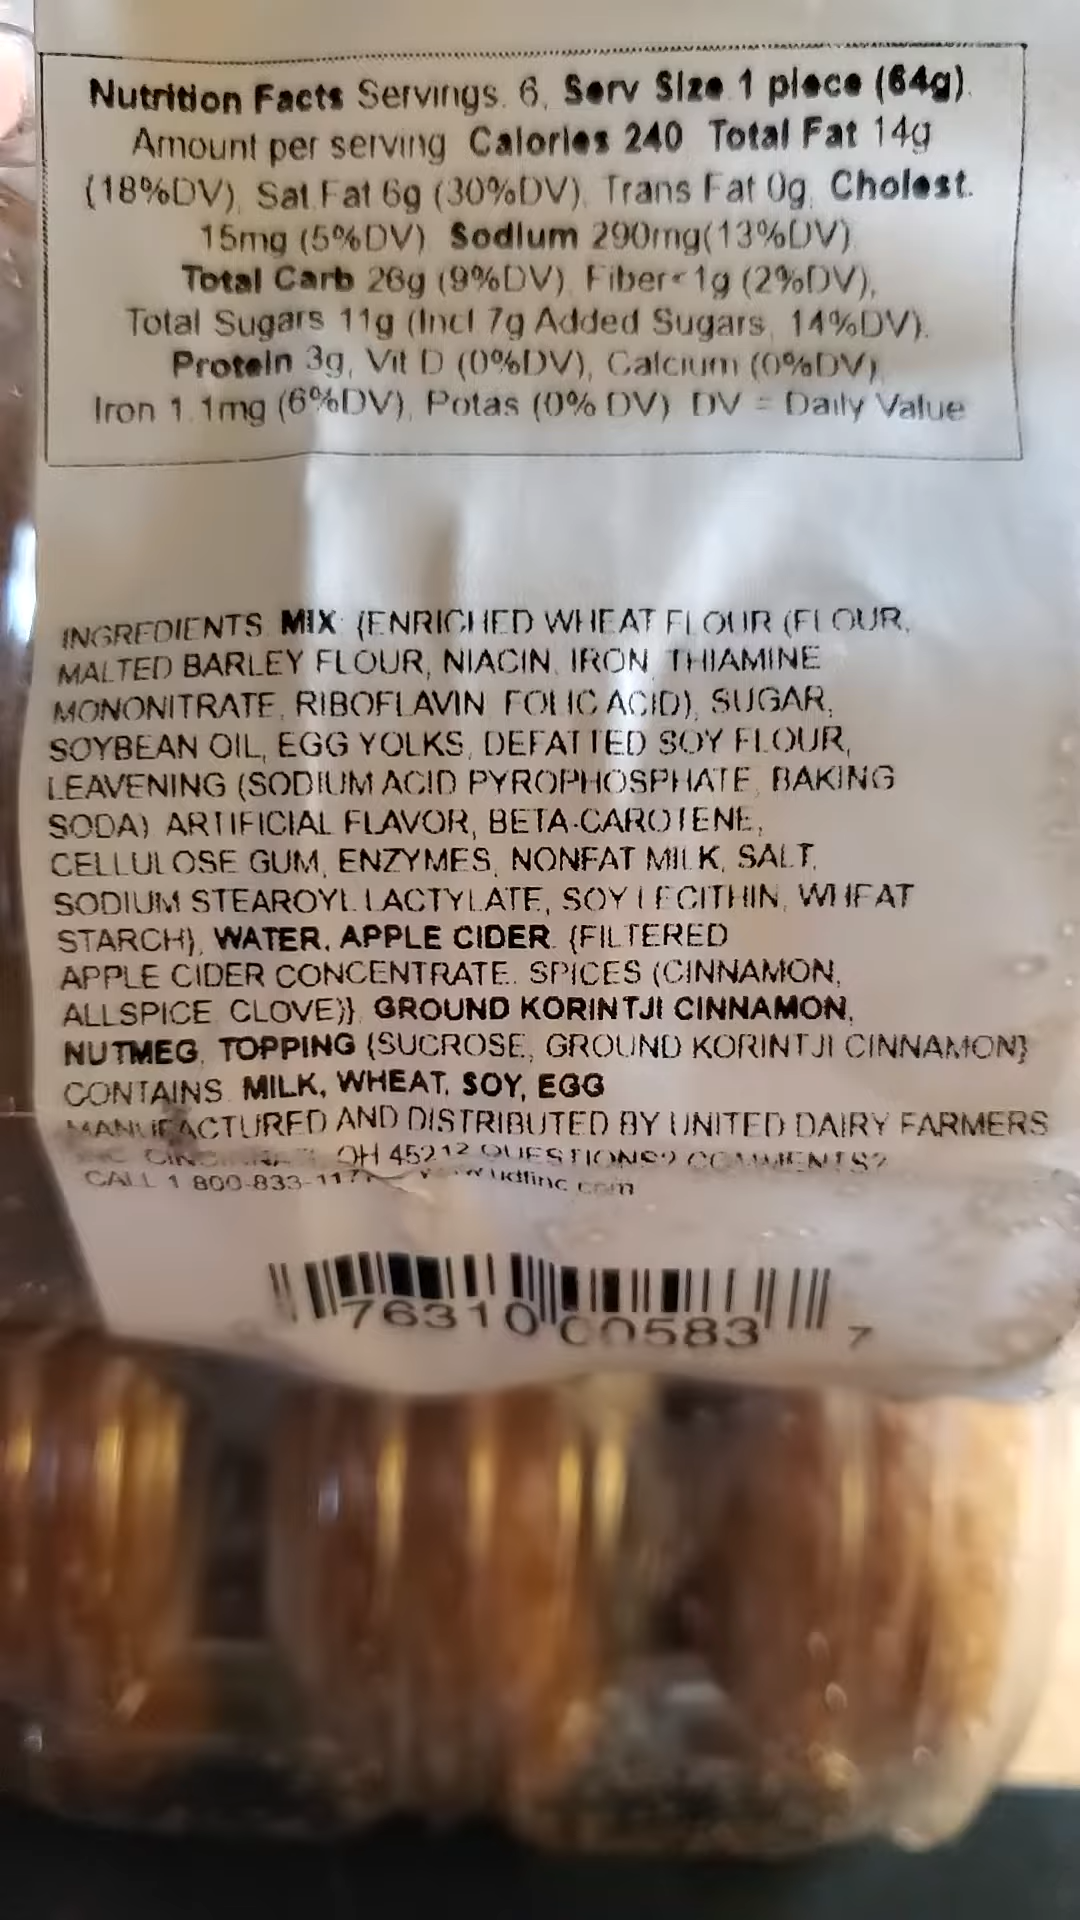 Nutrition Facts Servings. 6, Serv Size 1 piece (64g).
Amount per serving Calories 240 Total Fat 14g
(18%DV), Sat Fat 6g (30%DV), Trans Fat 0g, Cholest.
15mg (5%DV) Sodium 290mg(13%DV)
Total Carb 26g (9%DV) Fiber<1g (2%DV),
Total Sugars 11g (Incl 7g Added Sugars, 14%DV).
Protein 3g, Vit D (0%DV), Calcium (0%DV)
Iron 1.1mg (6%DV), Potas (0% DV) DV = Daily Value
INGREDIENTS MIX {ENRICHED WHEAT FLOUR (FLOUR,
MALTED BARLEY FLOUR, NIACIN, IRON, THIAMINE
MONONITRATE, RIBOFLAVIN, FOLIC ACID), SUGAR,
SOYBEAN OIL, EGG YOLKS, DEFATTED SOY FLOUR,
LEAVENING (SODIUM ACID PYROPHOSPHATE, BAKING
SODA) ARTIFICIAL FLAVOR, BETA-CAROTENE,
CELLULOSE GUM, ENZYMES, NONFAT MILK, SALT,
SODIUM STEAROYL LACTYLATE, SOY LECITHIN, WHEAT
STARCH}, WATER, APPLE CIDER {FILTERED
APPLE CIDER CONCENTRATE, SPICES (CINNAMON,
ALLSPICE, CLOVE)} GROUND KORINTJI CINNAMON,
NUTMEG, TOPPING {SUCROSE, GROUND KORINTJI CINNAMON}
CONTAINS MILK, WHEAT, SOY, EGG
MANUFACTURED AND DISTRIBUTED BY UNITED DAIRY FARMERS
OH 45212 QUESTIONS? COMMENTS?
CALL 1 800-833-
76310 00583 7